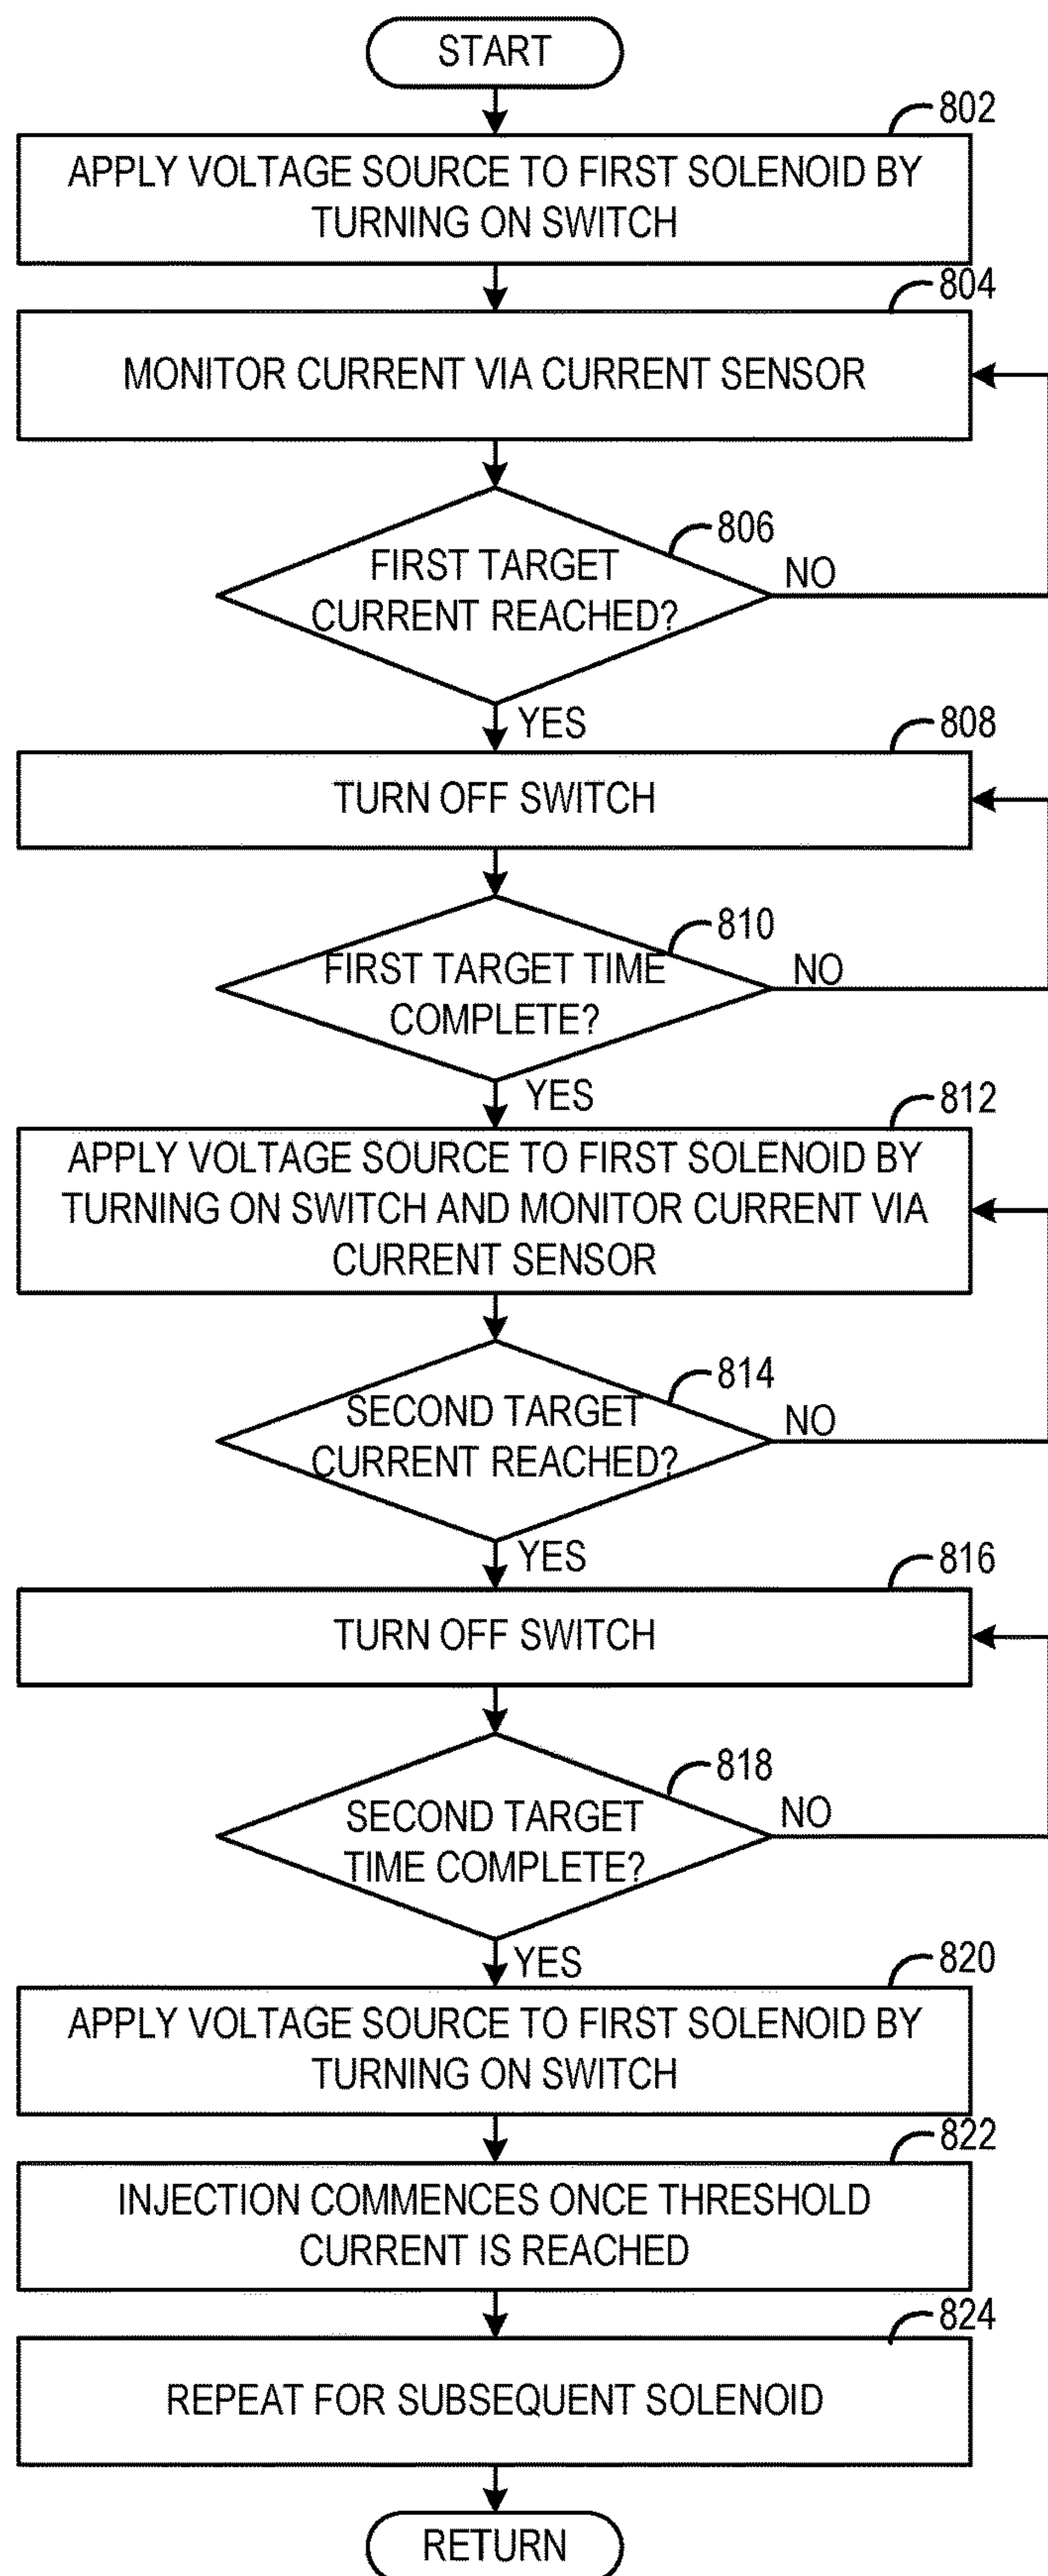 START
802
APPLY VOLTAGE SOURCE TO FIRST SOLENOID BY
TURNING ON SWITCH
804
MONITOR CURRENT VIA CURRENT SENSOR
806
FIRST TARGET
CURRENT REACHED?
NO
YES
808
TURN OFF SWITCH
810
FIRST TARGET TIME
COMPLETE?
NO
YES
812
APPLY VOLTAGE SOURCE TO FIRST SOLENOID BY
TURNING ON SWITCH AND MONITOR CURRENT VIA
CURRENT SENSOR
814
SECOND TARGET
CURRENT REACHED?
NO
YES
816
TURN OFF SWITCH
818
SECOND TARGET
TIME COMPLETE?
NO
YES
820
APPLY VOLTAGE SOURCE TO FIRST SOLENOID BY
TURNING ON SWITCH
822
INJECTION COMMENCES ONCE THRESHOLD
CURRENT IS REACHED
824
REPEAT FOR SUBSEQUENT SOLENOID
RETURN